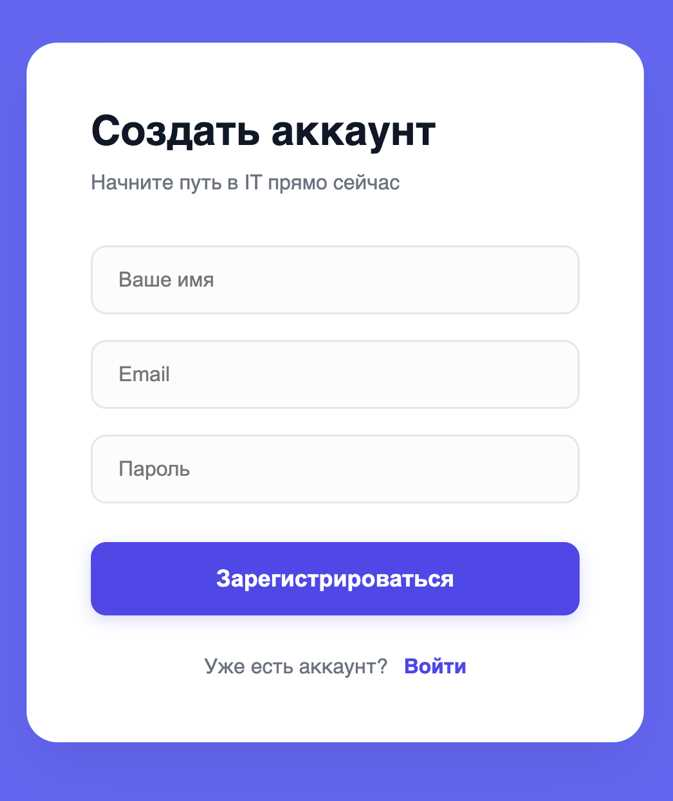 Создать аккаунт
Начните путь в IT прямо сейчас
Ваше имя
Email
Пароль
Зарегистрироваться
Уже есть аккаунт? Войти